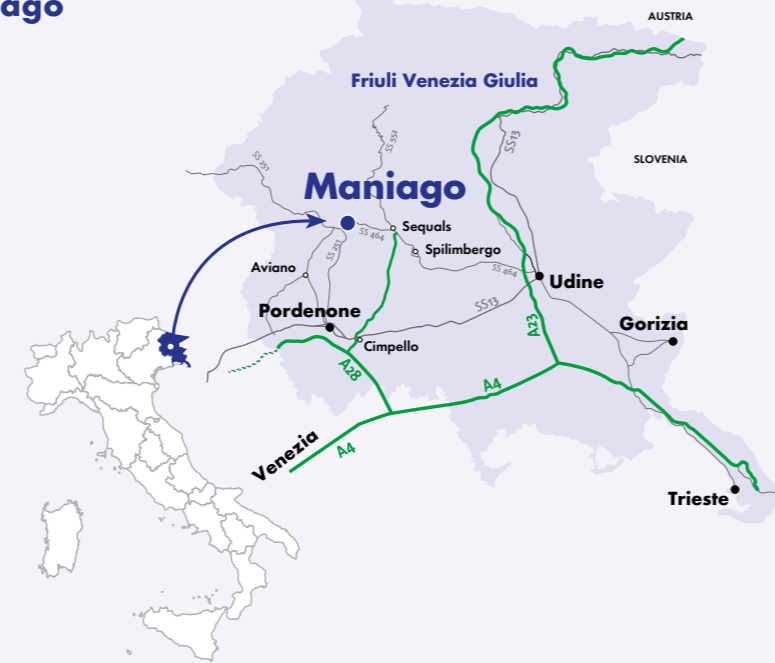 ago
AUSTRIA
Friuli Venezia Giulia
SS 552
SS13
SS 251
SLOVENIA
Maniago
Sequals
SS 464
Spilimbergo
SS 251
Aviano
SS 464
Udine
Pordenone
SS13
A23
Gorizia
Cimpello
A28
A4
Venezia
A4
Trieste